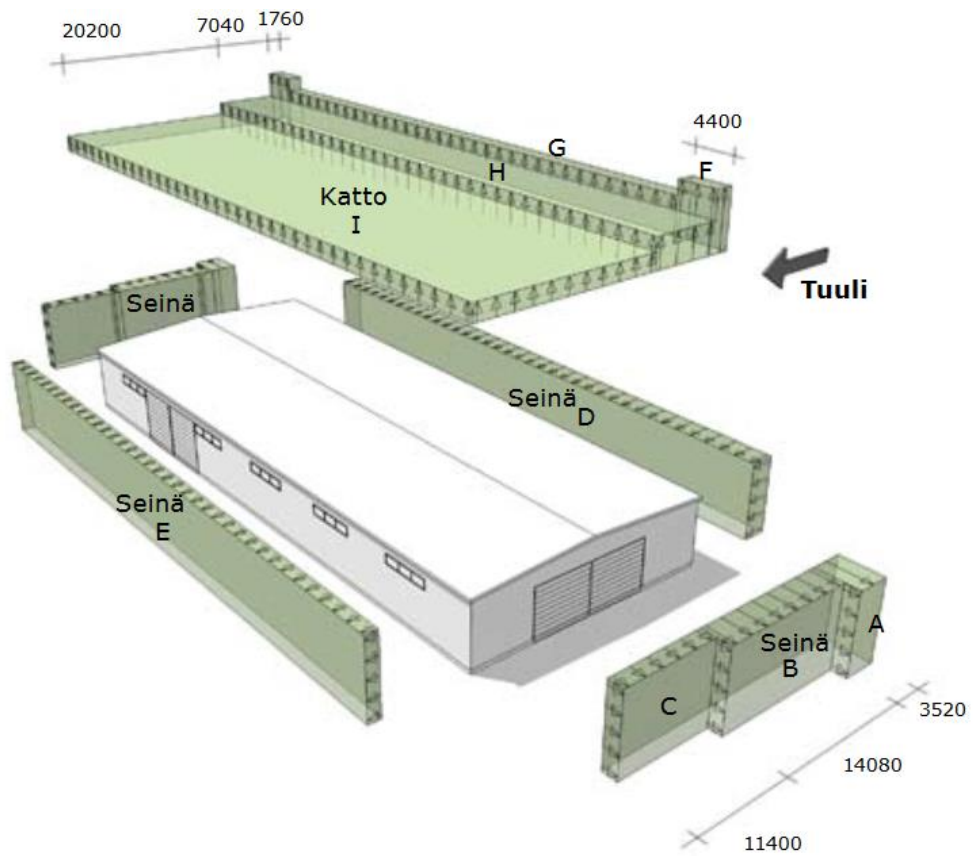 20200
7040
1760
4400
G
F
H
Katto
I
Tuuli
Seinä
Seinä
D
Seinä
E
A
Seinä
B
C
3520
14080
11400